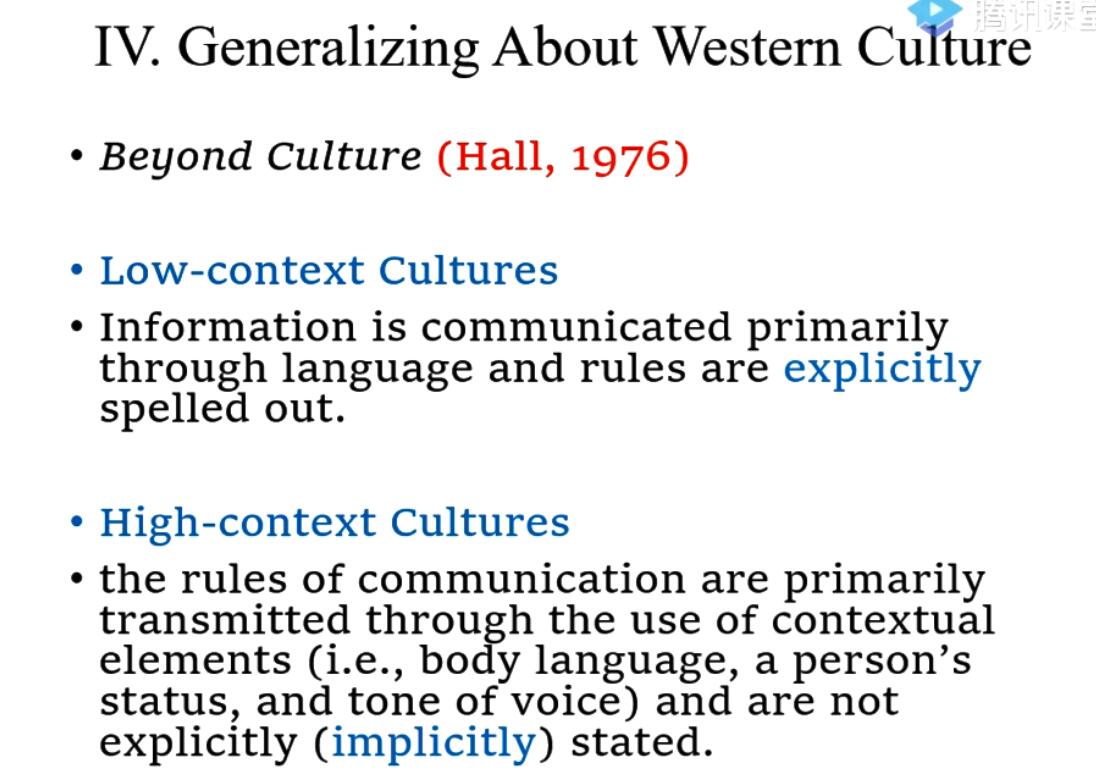 腾讯课堂
IV. Generalizing About Western Culture
• Beyond Culture (Hall, 1976)
• Low-context Cultures
• Information is communicated primarily
through language and rules are explicitly
spelled out.
• High-context Cultures
• the rules of communication are primarily
transmitted through the use of contextual
elements (i.e., body language, a person’s
status, and tone of voice) and are not
explicitly (implicitly) stated.